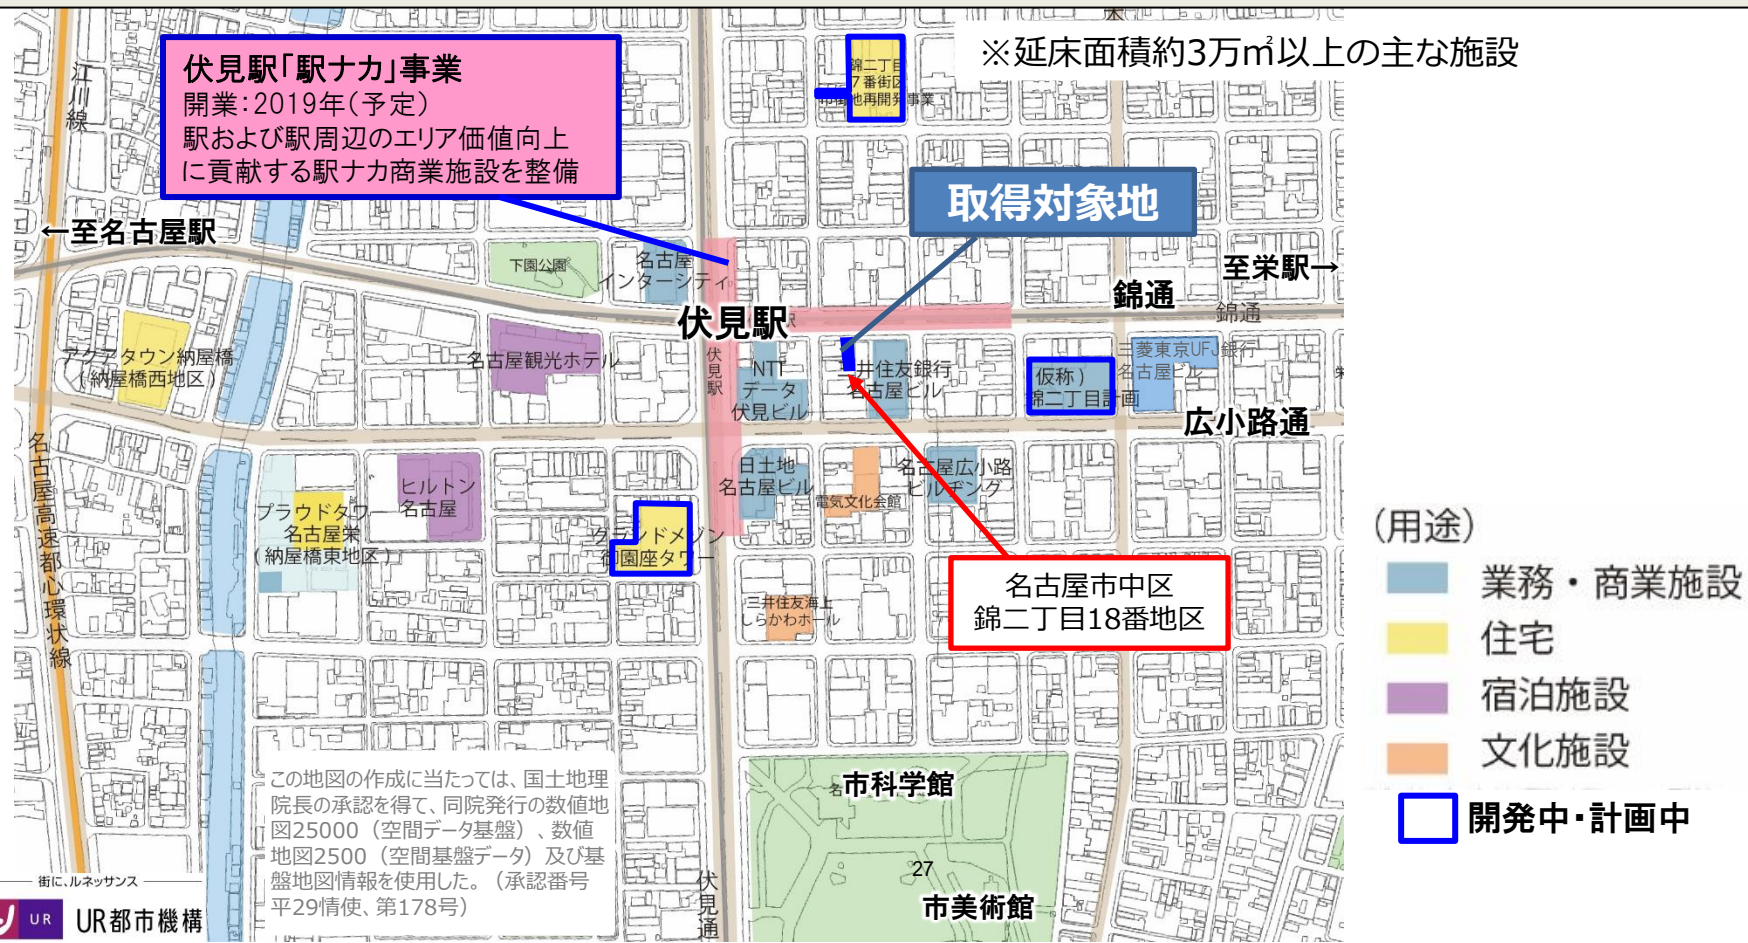 ※延床面積約3万㎡以上の主な施設
伏見駅「駅ナカ」事業
開業：2019年（予定）
駅および駅周辺のエリア価値向上
に貢献する駅ナカ商業施設を整備
江川線
錦二丁目
7番街区
市街地再開発事業
取得対象地
←至名古屋駅
至栄駅→
下園公園
名古屋
インターシティ
伏見駅
錦通
錦通
伏見駅
アクアタウン納屋橋
（納屋橋西地区）
名古屋観光ホテル
NTT
データ
伏見ビル
三井住友銀行
名古屋ビル
仮称）
錦二丁目計画
三菱東京UFJ銀行
名古屋ビル
広小路通
名古屋高速都心環状線
プラウドタワー
名古屋栄
（納屋橋東地区）
ヒルトン
名古屋
グランドメゾン
御園座タワー
日土地
名古屋ビル
電気文化会館
名古屋広小路
ビルヂング
三井住友海上
しらかわホール
名古屋市中区
錦二丁目18番地区
（用途）
業務・商業施設
住宅
宿泊施設
文化施設
開発中・計画中
市科学館
市美術館
伏見通
この地図の作成に当たっては、国土地理
院長の承認を得て、同院発行の数値地
図25000（空間データ基盤）、数値
地図2500（空間基盤データ）及び基
盤地図情報を使用した。（承認番号
平29情使、第178号）
27
街に、ルネッサンス
UR
UR都市機構